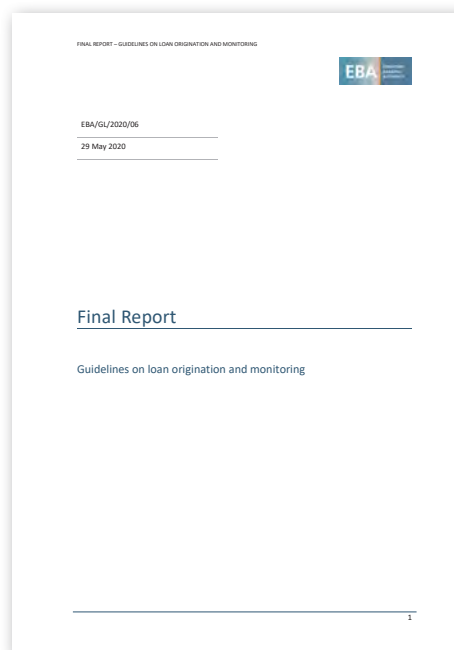 FINAL REPORT – GUIDELINES ON LOAN ORIGINATION AND MONITORING
EBA
EBA/GL/2020/06
29 May 2020
Final Report
Guidelines on loan origination and monitoring
1